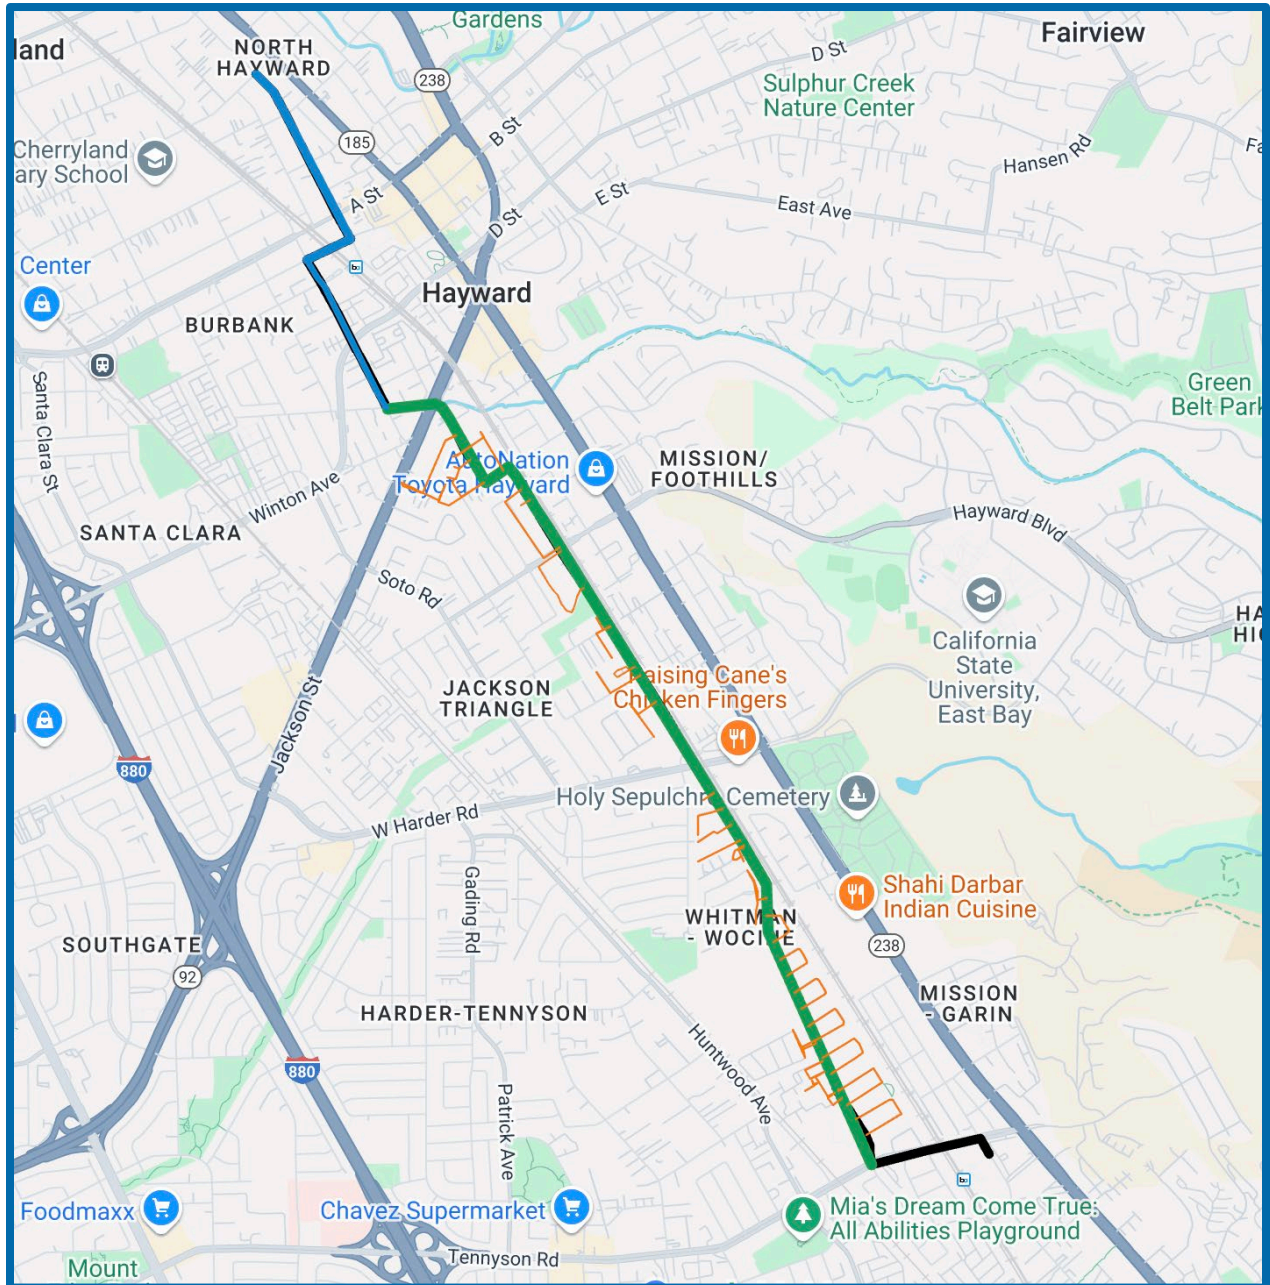 Gardens
land
NORTH
HAYWARD
Fairview
D St
238
Sulphur Creek
Nature Center
B St
185
Cherryland
ary School
Hansen Rd
Fa
A St
E St
East Ave
D St
Center
Hayward
BURBANK
Santa Clara St
Green
Belt Park
AutoNation
Toyota Hayward
MISSION/
FOOTHILLS
Winton Ave
SANTA CLARA
Hayward Blvd
Soto Rd
HA
HIG
California
State
University,
East Bay
Raising Cane's
Chicken Fingers
JACKSON
TRIANGLE
Jackson St
880
Holy Sepulchre Cemetery
W Harder Rd
Gading Rd
Shahi Darbar
Indian Cuisine
WHITMAN
- WOCINE
SOUTHGATE
238
92
MISSION
- GARIN
HARDER-TENNYSON
Huntwood Ave
880
Patrick Ave
Foodmaxx
Chavez Supermarket
Mia's Dream Come True:
All Abilities Playground
Tennyson Rd
Mount